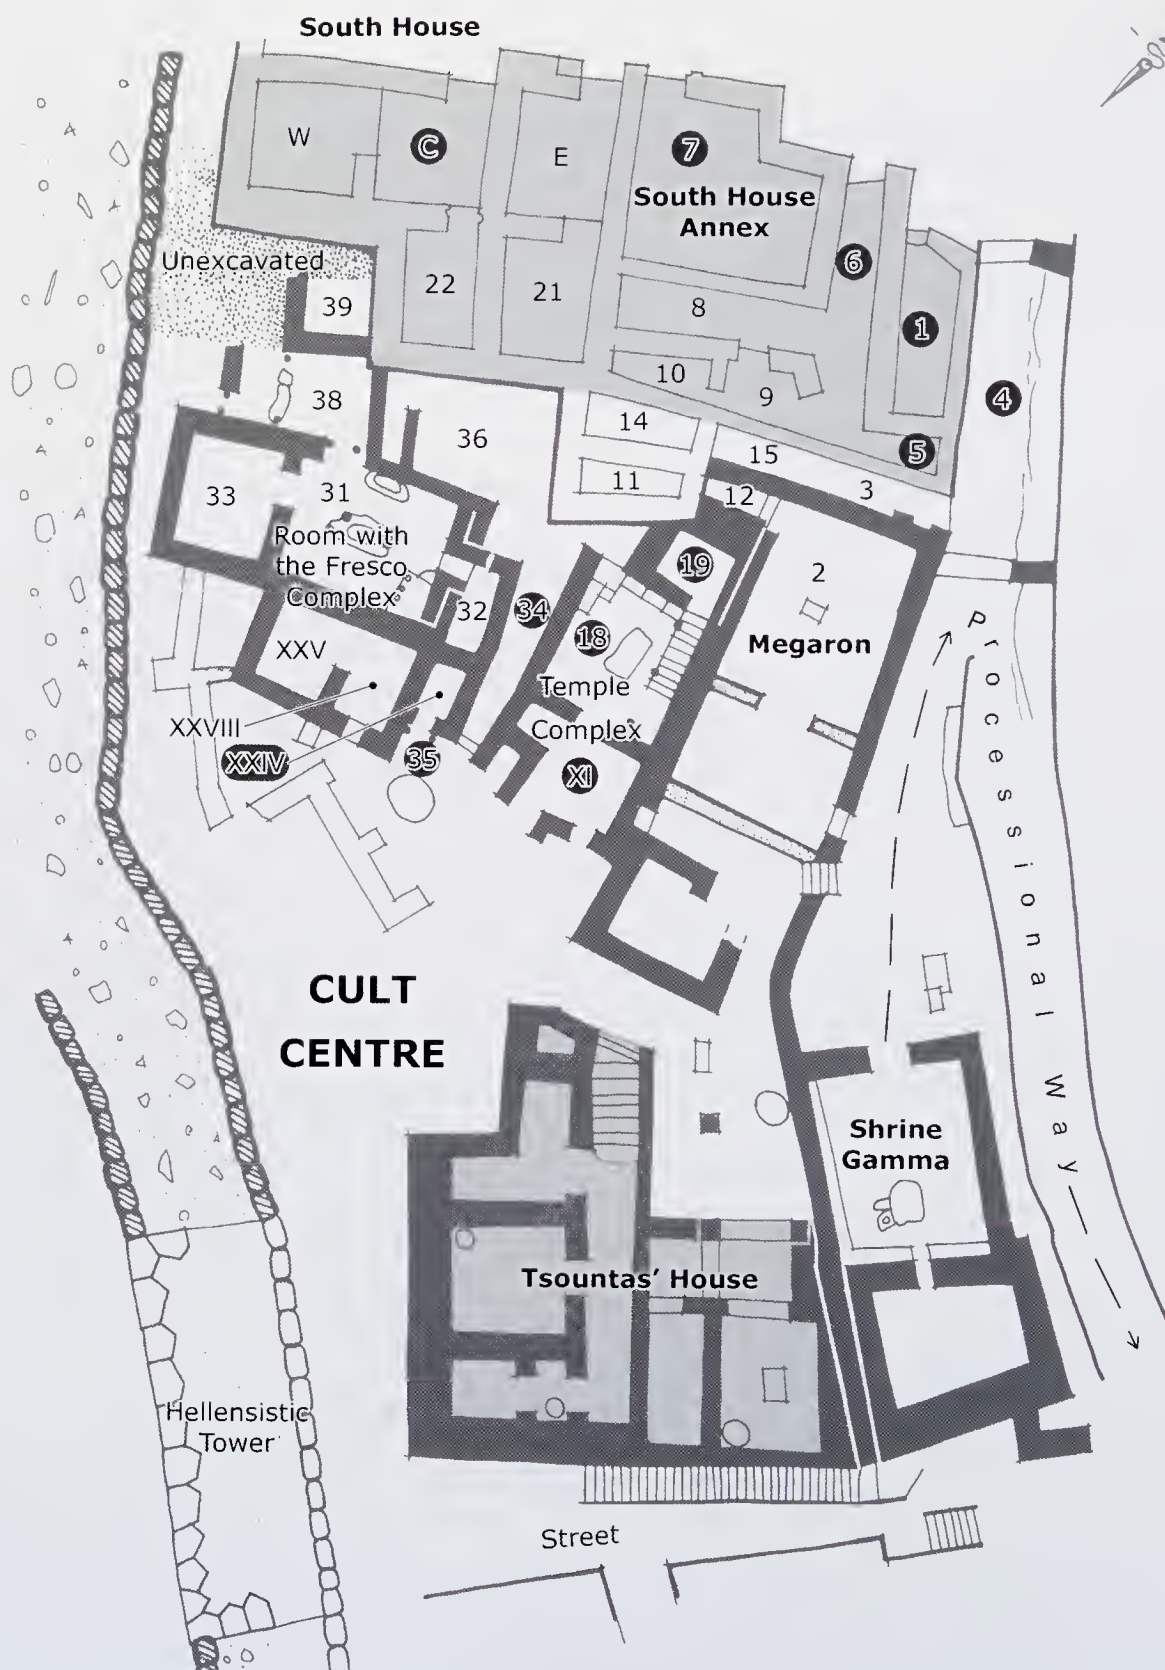 South House
W
C
E
7
South House
Annex
6
1
4
Unexcavated
39
22
21
8
10
9
5
38
36
14
15
3
11
12
33
31
Room with
the Fresco
Complex
32
34
19
18
2
Megaron
Temple
Complex
XXV
XXVIII
XXIV
35
XI
Processional Way
CULT
CENTRE
Shrine
Gamma
Tsountas' House
Hellensistic
Tower
Street